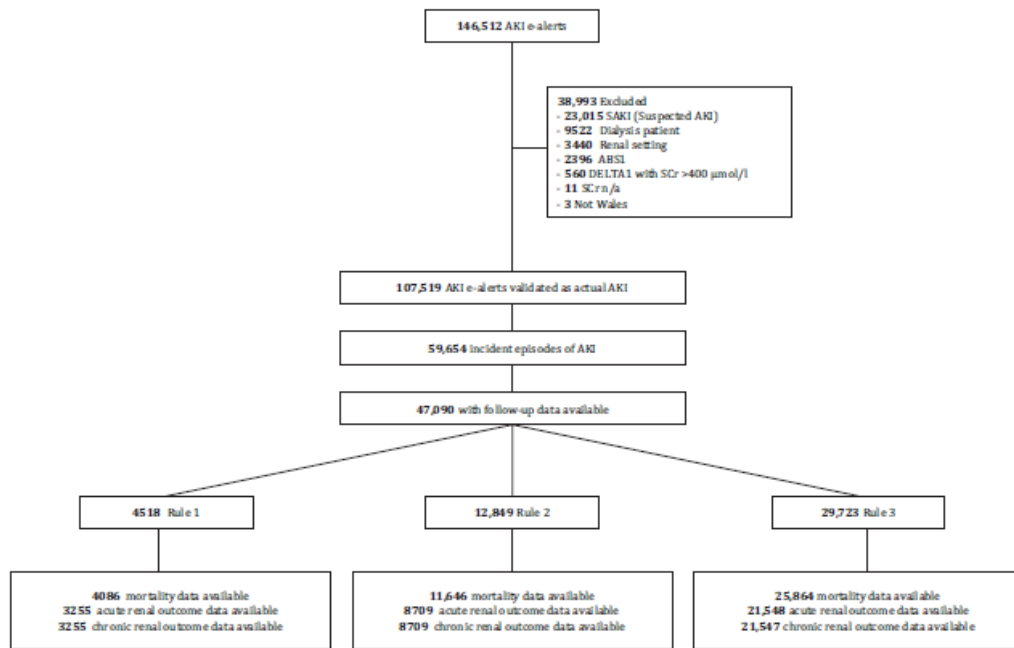 146,512 AKI e-alerts
38,993 Excluded
- 23,015 SAKI (Suspected AKI)
- 9522 Dialysis patient
- 3440 Renal setting
- 2396 ABS1
- 560 DELTA1 with SCr >400 μmol/l
- 11 SCr n/a
- 3 Not Wales
107,519 AKI e-alerts validated as actual AKI
59,654 incident episodes of AKI
47,090 with follow-up data available
4518 Rule 1
12,849 Rule 2
29,723 Rule 3
4086 mortality data available
3255 acute renal outcome data available
3255 chronic renal outcome data available
11,646 mortality data available
8709 acute renal outcome data available
8709 chronic renal outcome data available
25,864 mortality data available
21,548 acute renal outcome data available
21,547 chronic renal outcome data available